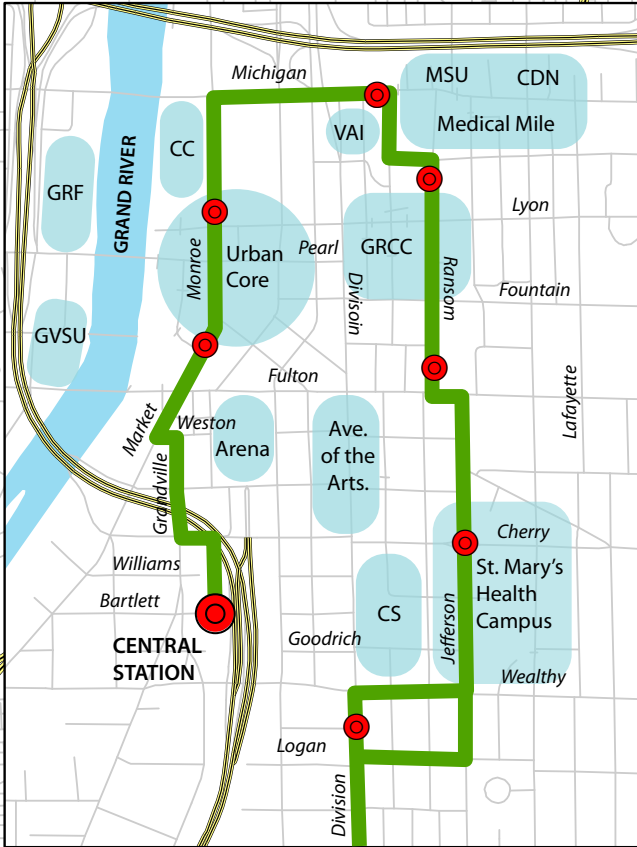 Michigan
MSU
CDN
Medical Mile
VAI
CC
GRF
GRAND RIVER
Lyon
Monroe
Urban
Core
Pearl
GRCC
Divisoin
Ransom
Fountain
GVSU
Fulton
Lafayette
Market
Weston
Arena
Ave.
of the
Arts.
Grandville
Cherry
Williams
St. Mary's
Health
Campus
Bartlett
CS
Jefferson
CENTRAL
STATION
Goodrich
Wealthy
Logan
Division